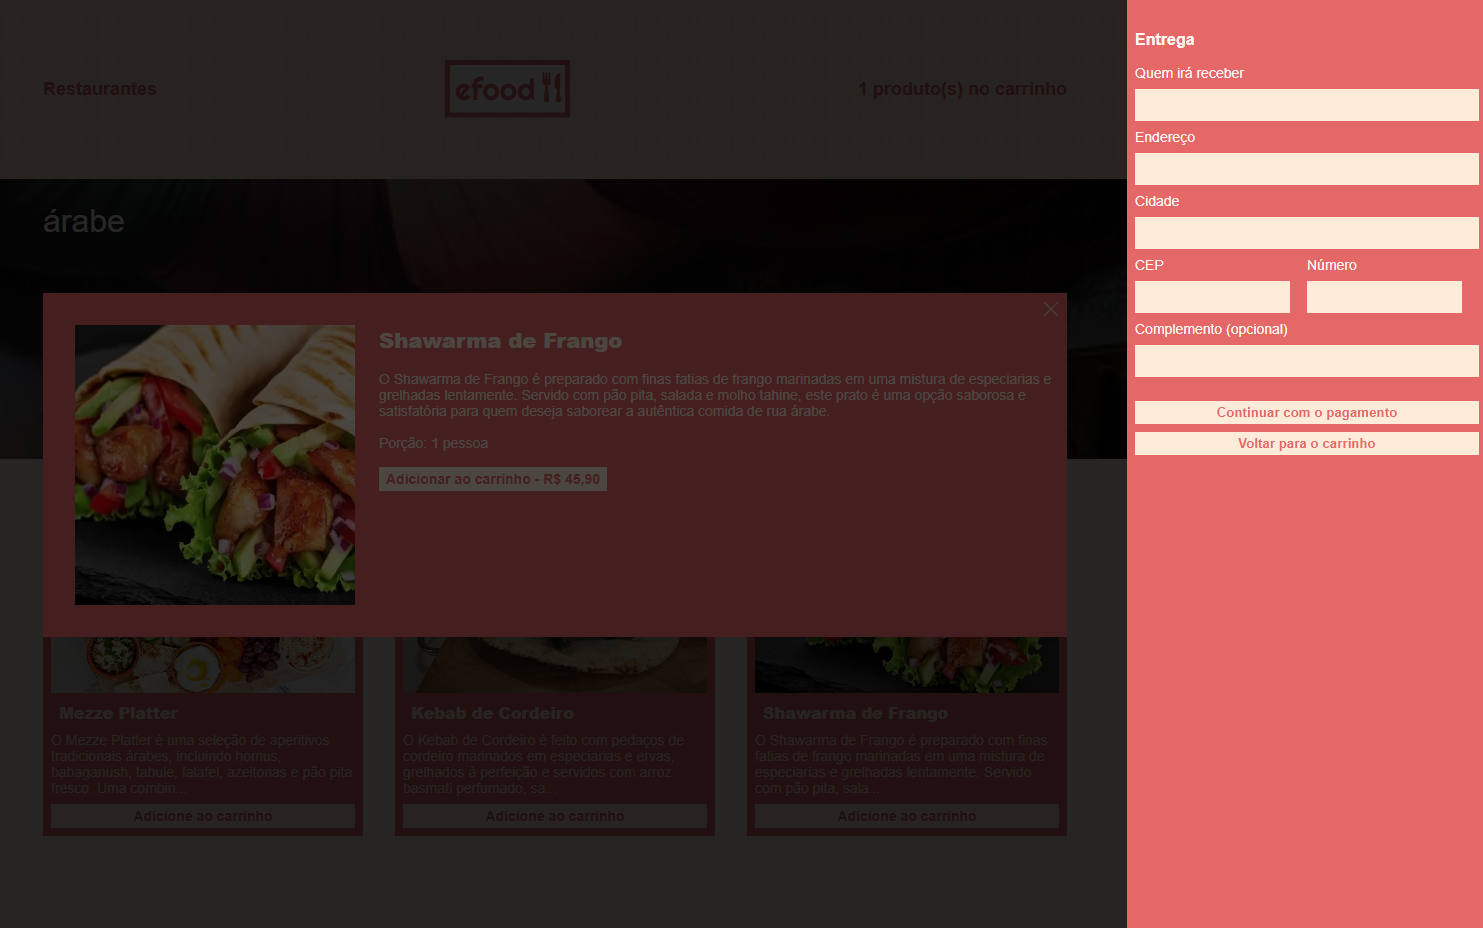 Restaurantes
efood
1 produto(s) no carrinho
árabe
Shawarma de Frango
O Shawarma de Frango é preparado com finas fatias de frango marinadas em uma mistura de especiarias e
grelhadas lentamente. Servido com pão pita, salada e molho tahine, este prato é uma opção saborosa e
satisfatória para quem deseja saborear a autêntica comida de rua árabe.
Porção: 1 pessoa
Adicionar ao carrinho - R$ 45,90
Mezze Platter
O Mezze Platter é uma seleção de aperitivos
tradicionais árabes, incluindo homus,
babaganush, tabule, falafel, azeitonas e pão pita
fresco. Uma combin...
Adicione ao carrinho
Kebab de Cordeiro
O Kebab de Cordeiro é feito com pedaços de
cordeiro marinados em especiarias e ervas,
grelhados à perfeição e servidos com arroz
basmati perfumado, sa...
Adicione ao carrinho
Shawarma de Frango
O Shawarma de Frango é preparado com finas
fatias de frango marinadas em uma mistura de
especiarias e grelhadas lentamente. Servido
com pão pita, sala...
Adicione ao carrinho
Entrega
Quem irá receber
Endereço
Cidade
CEP
Número
Complemento (opcional)
Continuar com o pagamento
Voltar para o carrinho